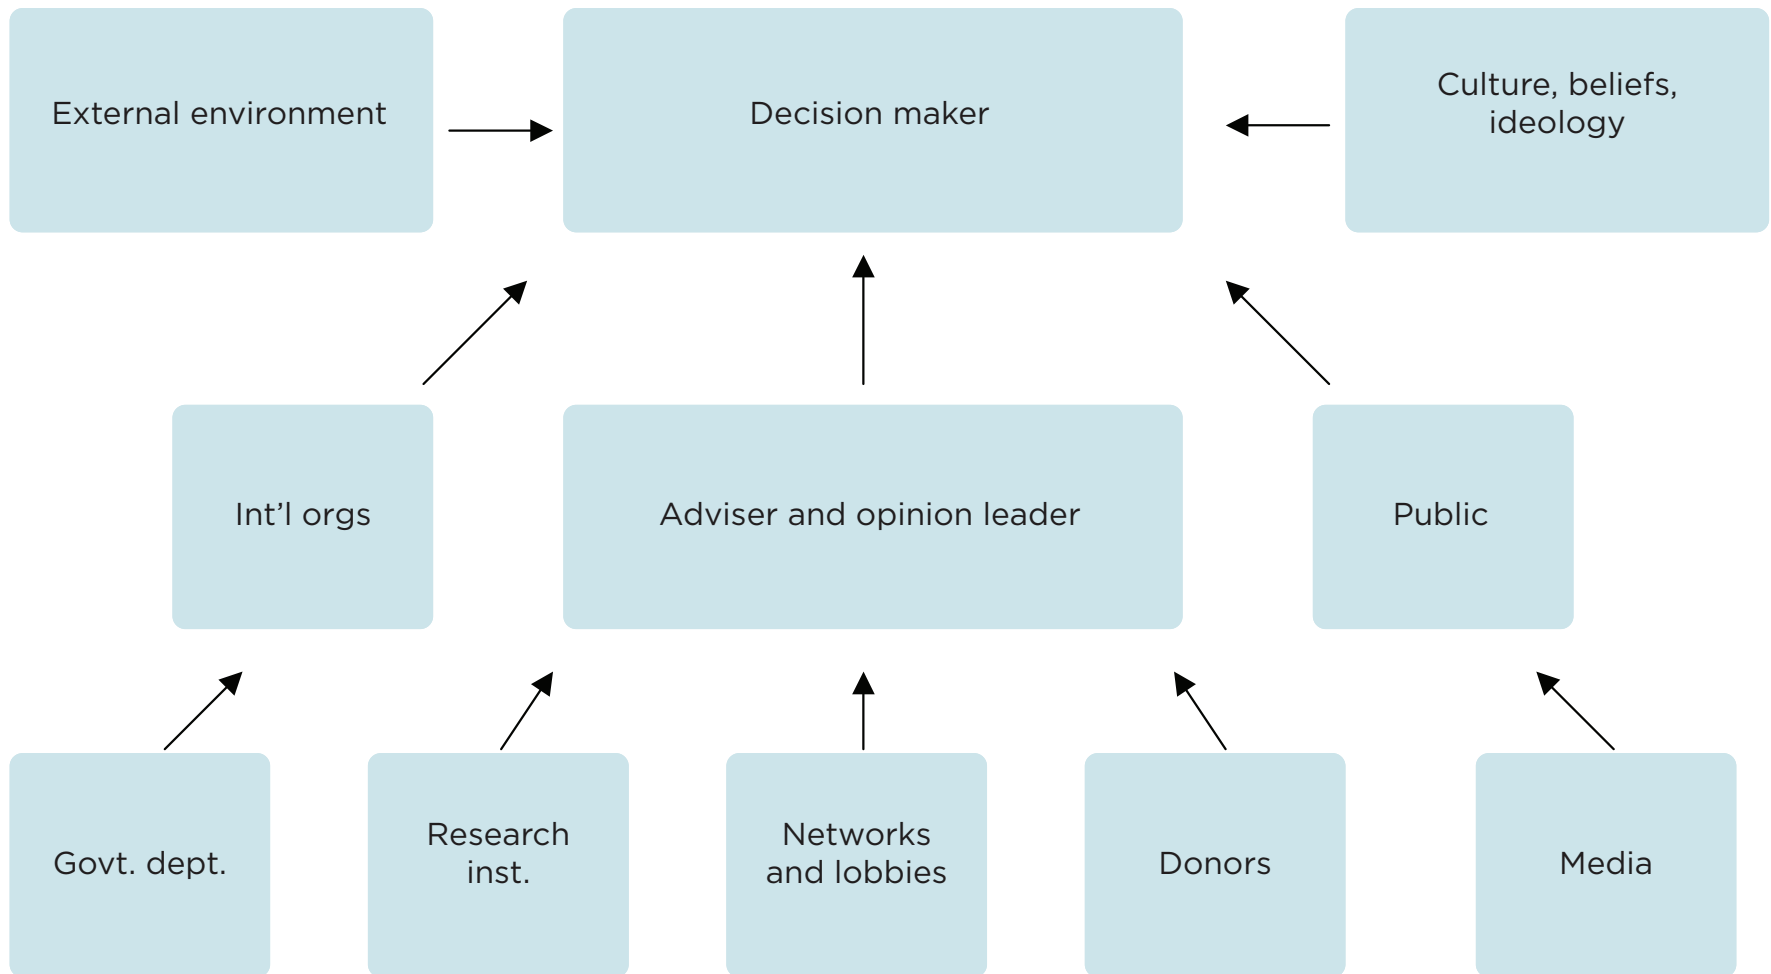 External environment
Decision maker
Culture, beliefs,
ideology
Int’l orgs
Adviser and opinion leader
Public
Govt. dept.
Research
inst.
Networks
and lobbies
Donors
Media